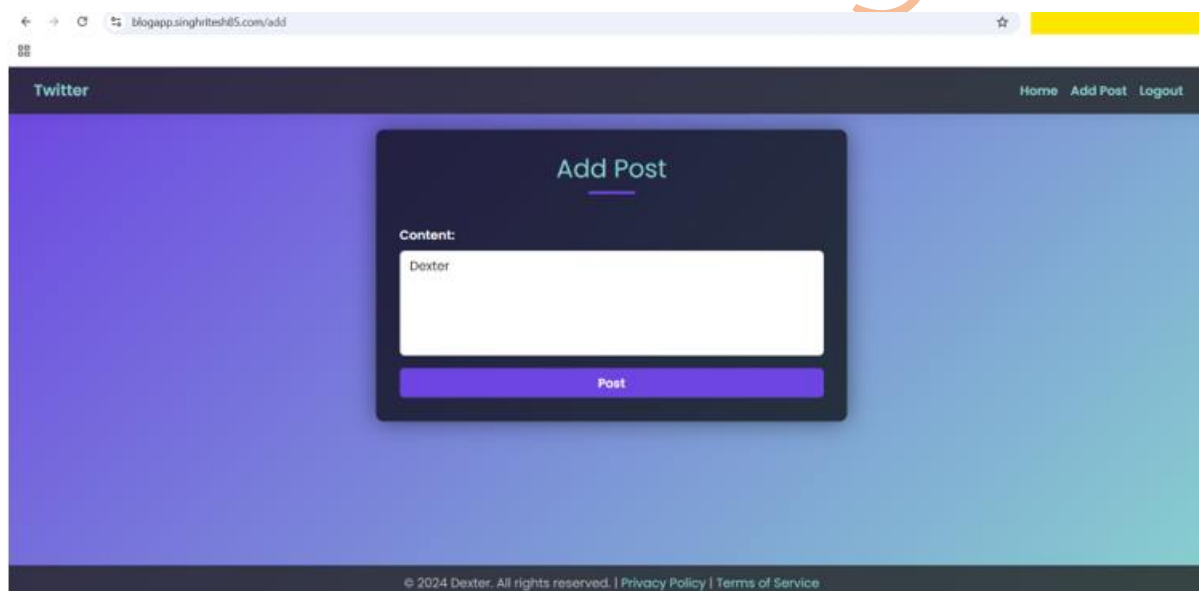 blogapp.singhritesh85.com/add
Twitter
Home Add Post Logout
Add Post
Content:
Dexter
Post
© 2024 Dexter. All rights reserved. | Privacy Policy | Terms of Service